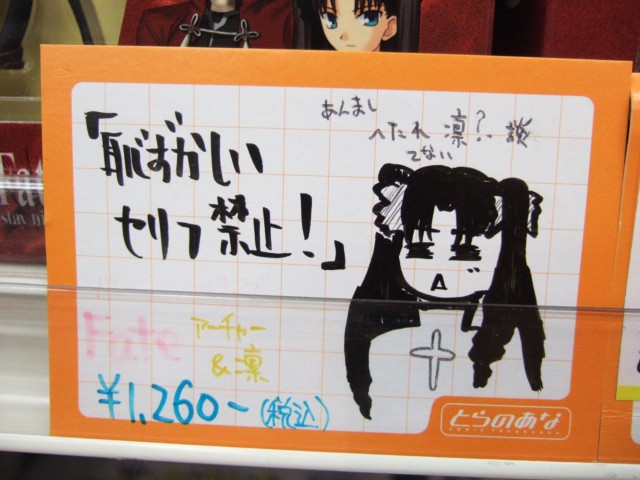 「恥ずかしい
セリフ禁止!」
あんまし
へたれ 凛?
てない
Fate
アーチャー
&凛
¥1,260-(税込)
とらのあな
Fat